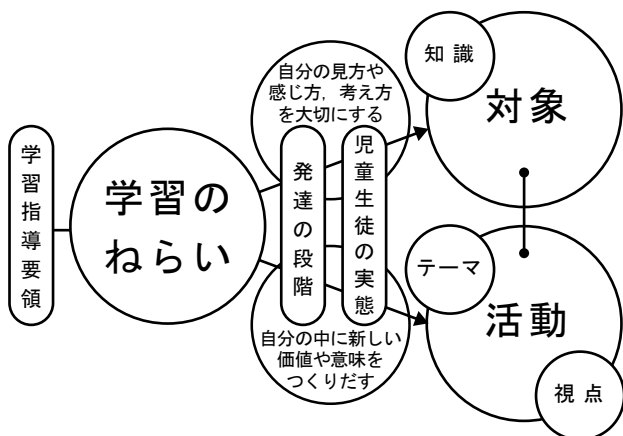 学習指導要領
学習の
ねらい
自分の見方や
感じ方，考え方
を大切にする
発達の段階
児童生徒の実態
自分の中に新しい
価値や意味を
つくりだす
知 識
対象
テーマ
活動
視 点